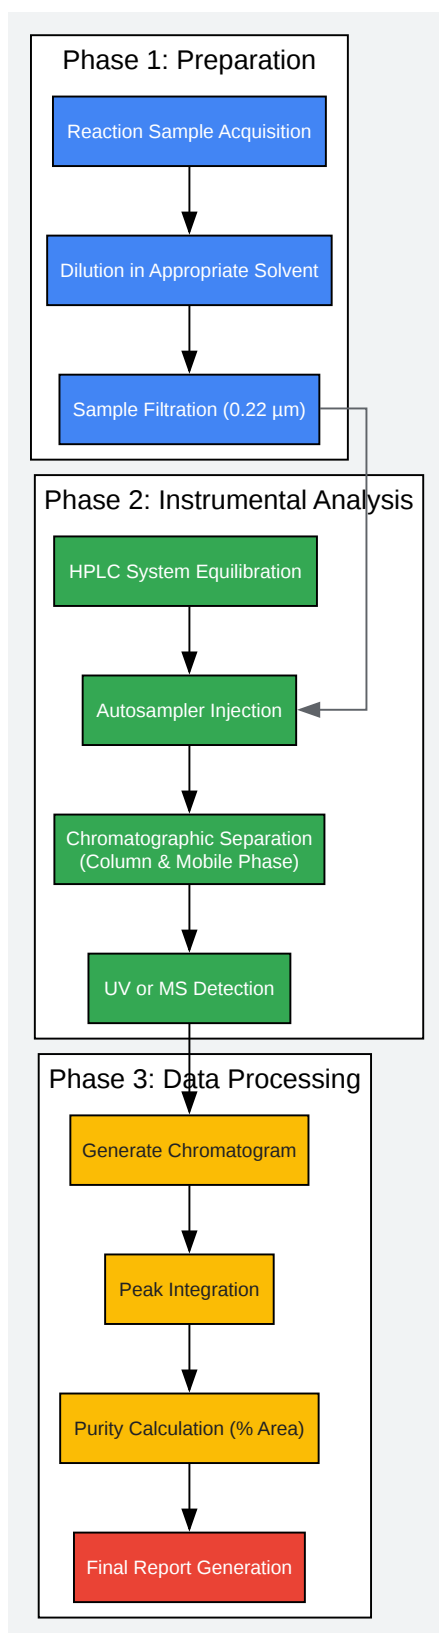 Phase 1: Preparation
Reaction Sample Acquisition
Dilution in Appropriate Solvent
Sample Filtration (0.22 µm)
Phase 2: Instrumental Analysis
HPLC System Equilibration
Autosampler Injection
Chromatographic Separation
(Column & Mobile Phase)
UV or MS Detection
Phase 3: Data Processing
Generate Chromatogram
Peak Integration
Purity Calculation (% Area)
Final Report Generation